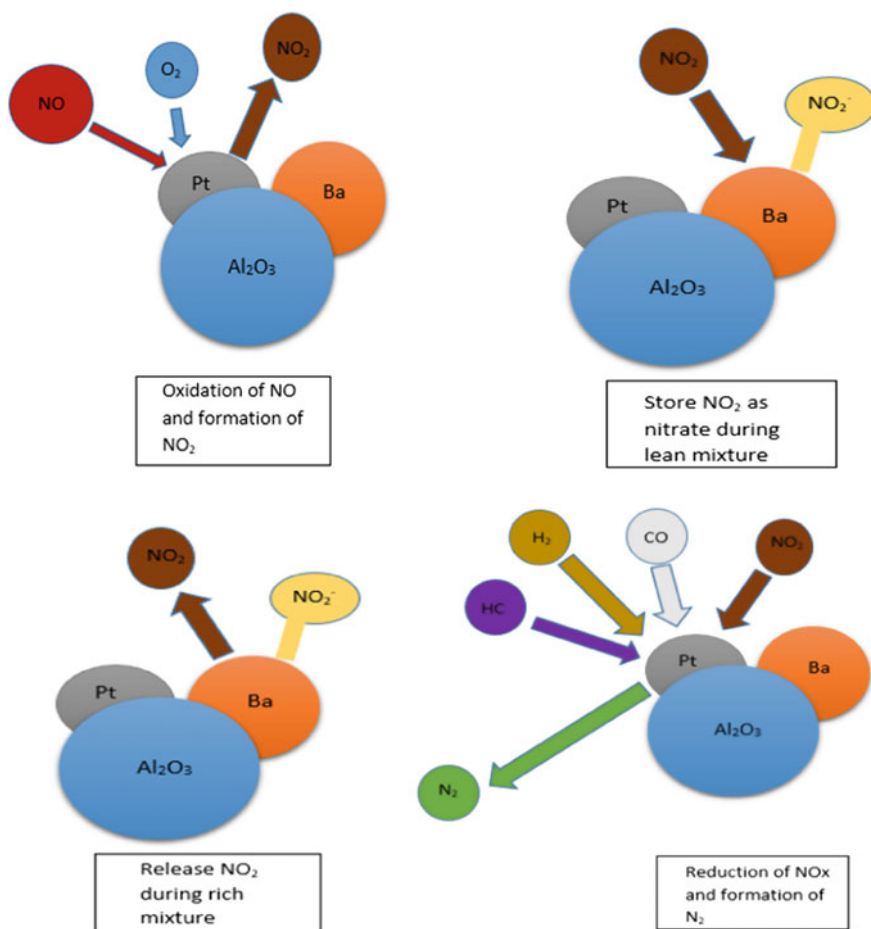 NO
O₂
NO₂
Pt
Ba
Al₂O₃
Oxidation of NO
and formation of
NO₂
NO₂
NO₂⁻
Pt
Ba
Al₂O₃
Store NO₂ as
nitrate during
lean mixture
NO₂
NO₂⁻
Pt
Ba
Al₂O₃
Release NO₂
during rich
mixture
H₂
CO
NO₂
HC
Pt
Ba
Al₂O₃
N₂
Reduction of NOx
and formation of
N₂